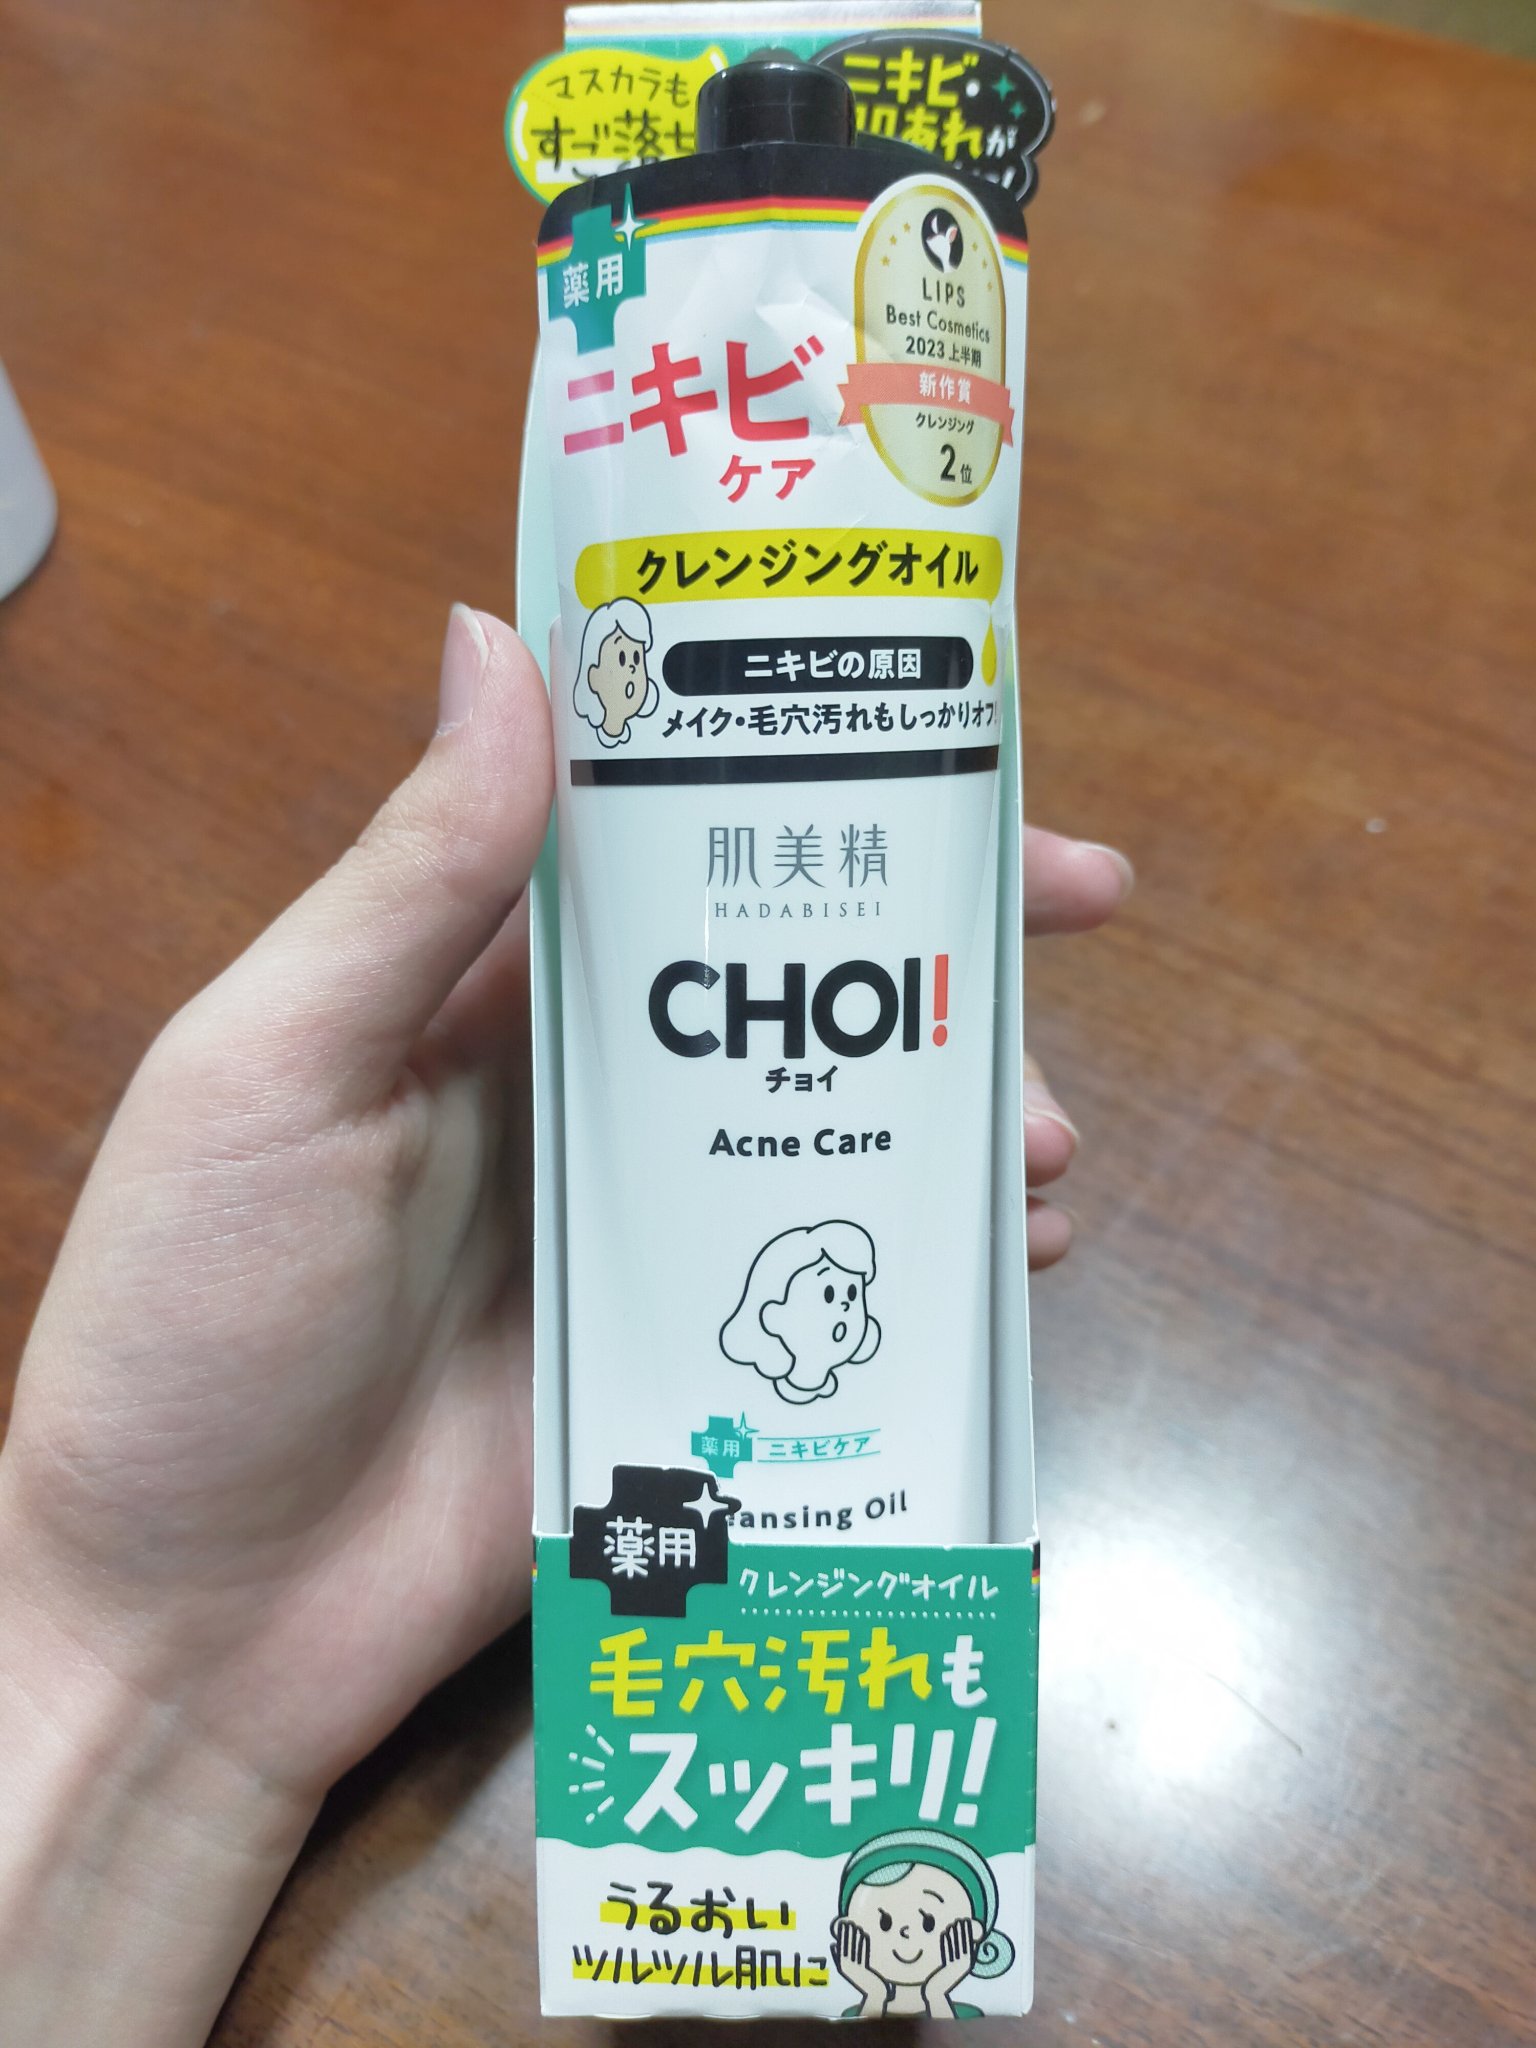 マスカラも
すご落ち
ニキビ・
肌あれが
薬用
LIPS
Best Cosmetics
2023 上半期
新作賞
クレンジング
2位
ニキビ
ケア
クレンジングオイル
ニキビの原因
メイク・毛穴汚れもしっかりオフ!
肌美精
HADABISEI
CHOI!
チョイ
Acne Care
薬用 ニキビケア
eansing Oil
薬用
クレンジングオイル
毛穴汚れも
スッキリ!
うるおい
ツルツル肌に